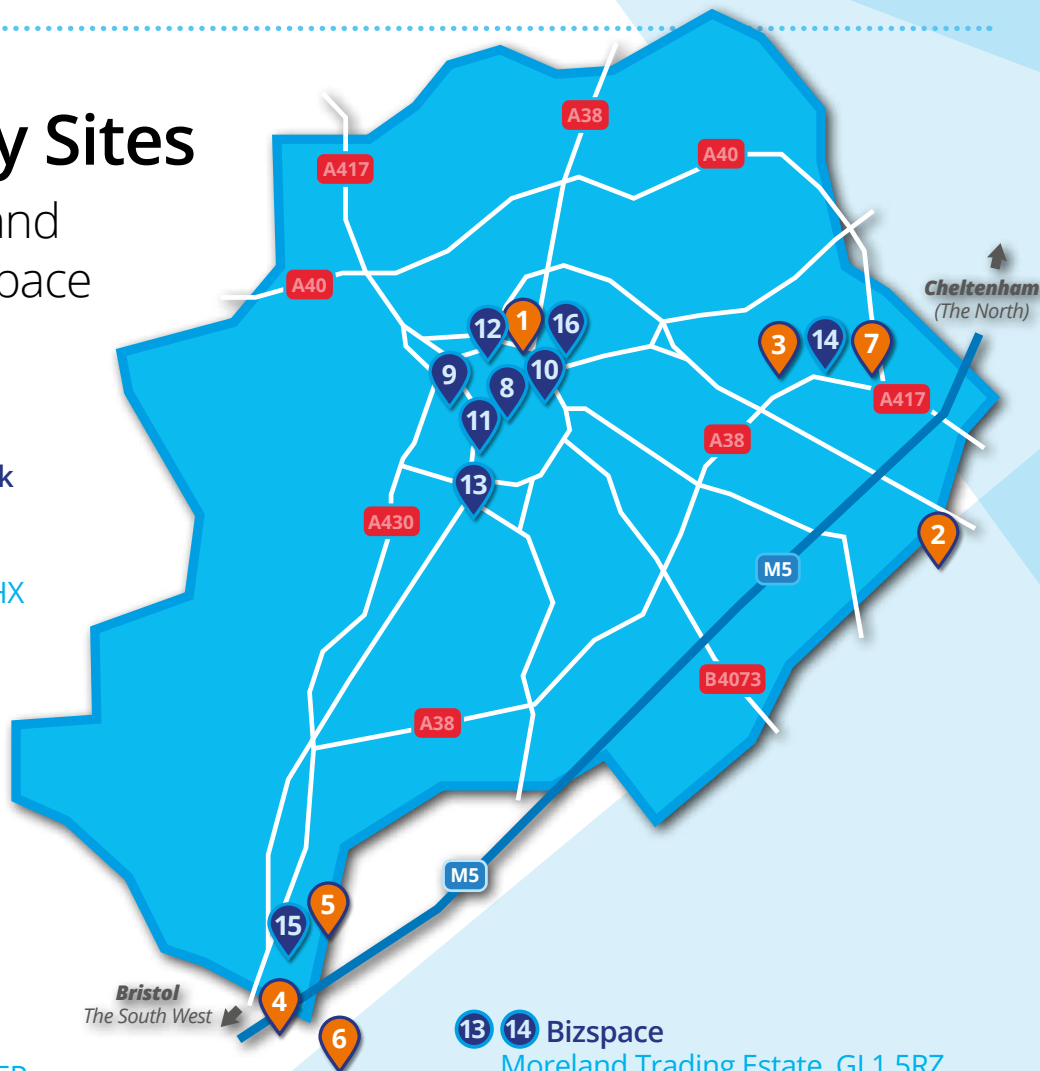 y Sites
and
pace
k
HX
A38
A417
A40
A40
Cheltenham
(The North)
12
1
16
3
14
7
9
8
10
A417
11
A38
13
A430
2
M5
B4073
A38
M5
5
15
Bristol
The South West
4
6
13 14 Bizspace
Moreland Trading Estate, GL1 5RZ